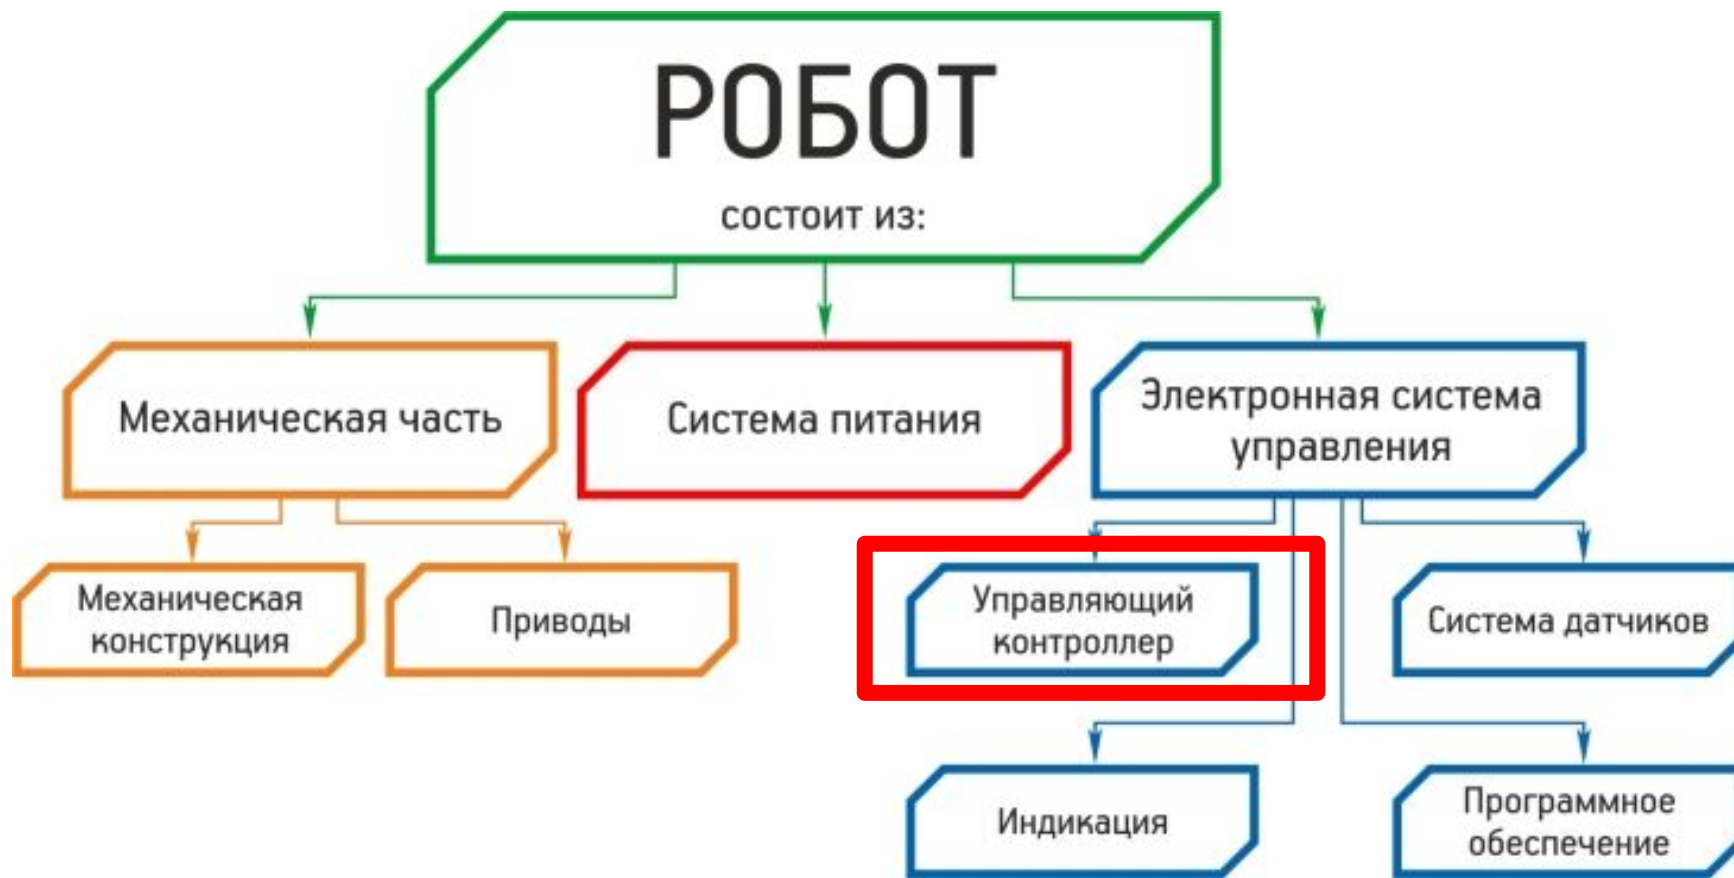 РОБОТ
состоит из:
Механическая часть
Система питания
Электронная система
управления
Механическая
конструкция
Приводы
Управляющий
контроллер
Система датчиков
Индикация
Программное
обеспечение